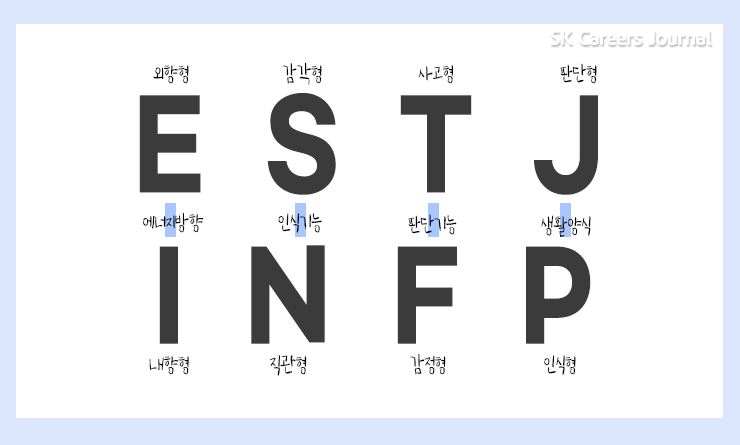 SK Careers Journal
외향형 감각형 사고형 판단형
E S T J
에너지방향 인식기능 판단기능 생활양식
I N F P
내향형 직관형 감정형 인식형